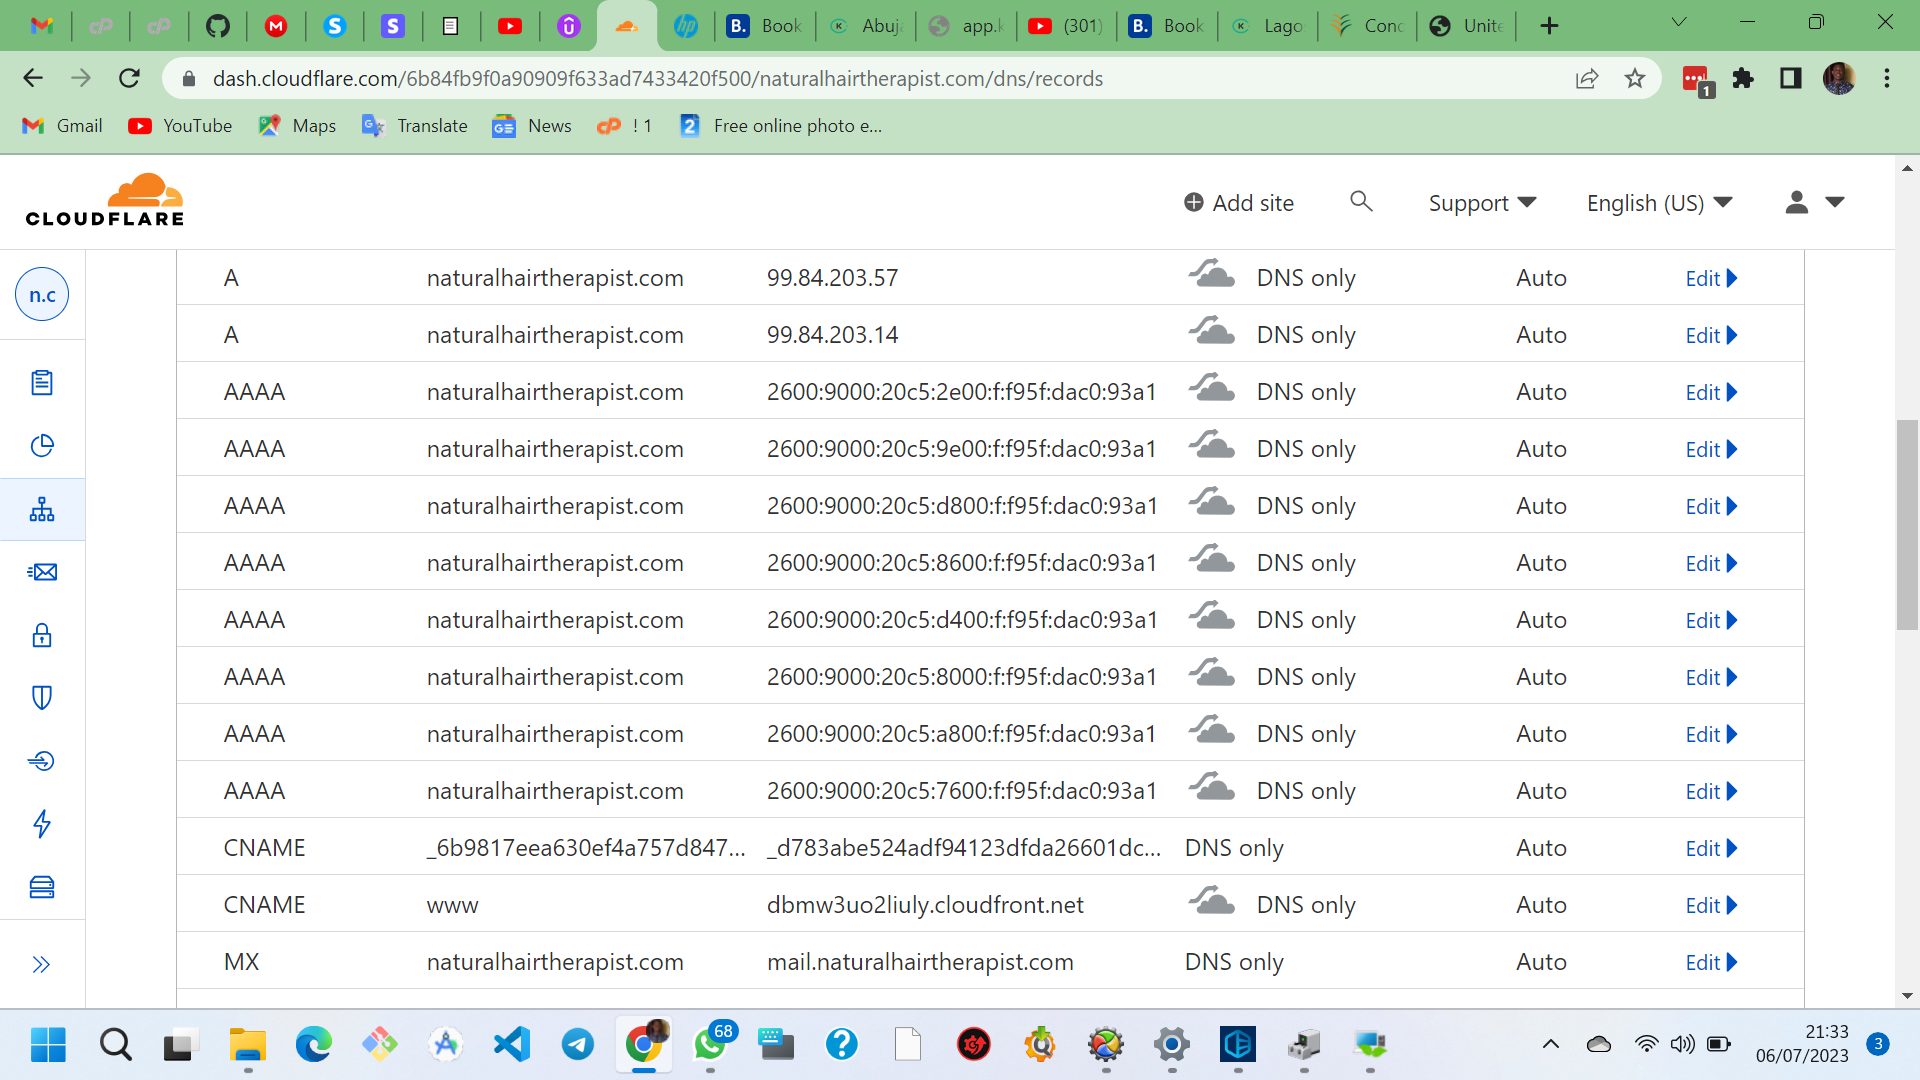 Book
Abuja
app.k
(301)
Book
Lago
Conc
Unite
dash.cloudflare.com/6b84fb9f0a90909f633ad7433420f500/naturalhairtherapist.com/dns/records
1
Gmail
YouTube
Maps
Translate
News
! 1
Free online photo e...
CLOUDFLARE
Add site
Support
English (US)
n.c
A naturalhairtherapist.com 99.84.203.57 DNS only Auto Edit
A naturalhairtherapist.com 99.84.203.14 DNS only Auto Edit
AAAA naturalhairtherapist.com 2600:9000:20c5:2e00:f:f95f:dac0:93a1 DNS only Auto Edit
AAAA naturalhairtherapist.com 2600:9000:20c5:9e00:f:f95f:dac0:93a1 DNS only Auto Edit
AAAA naturalhairtherapist.com 2600:9000:20c5:d800:f:f95f:dac0:93a1 DNS only Auto Edit
AAAA naturalhairtherapist.com 2600:9000:20c5:8600:f:f95f:dac0:93a1 DNS only Auto Edit
AAAA naturalhairtherapist.com 2600:9000:20c5:d400:f:f95f:dac0:93a1 DNS only Auto Edit
AAAA naturalhairtherapist.com 2600:9000:20c5:8000:f:f95f:dac0:93a1 DNS only Auto Edit
AAAA naturalhairtherapist.com 2600:9000:20c5:a800:f:f95f:dac0:93a1 DNS only Auto Edit
AAAA naturalhairtherapist.com 2600:9000:20c5:7600:f:f95f:dac0:93a1 DNS only Auto Edit
CNAME _6b9817eea630ef4a757d847... _d783abe524adf94123dfda26601dc... DNS only Auto Edit
CNAME www dbmw3uo2liuly.cloudfront.net DNS only Auto Edit
MX naturalhairtherapist.com mail.naturalhairtherapist.com DNS only Auto Edit
68
21:33
06/07/2023
3